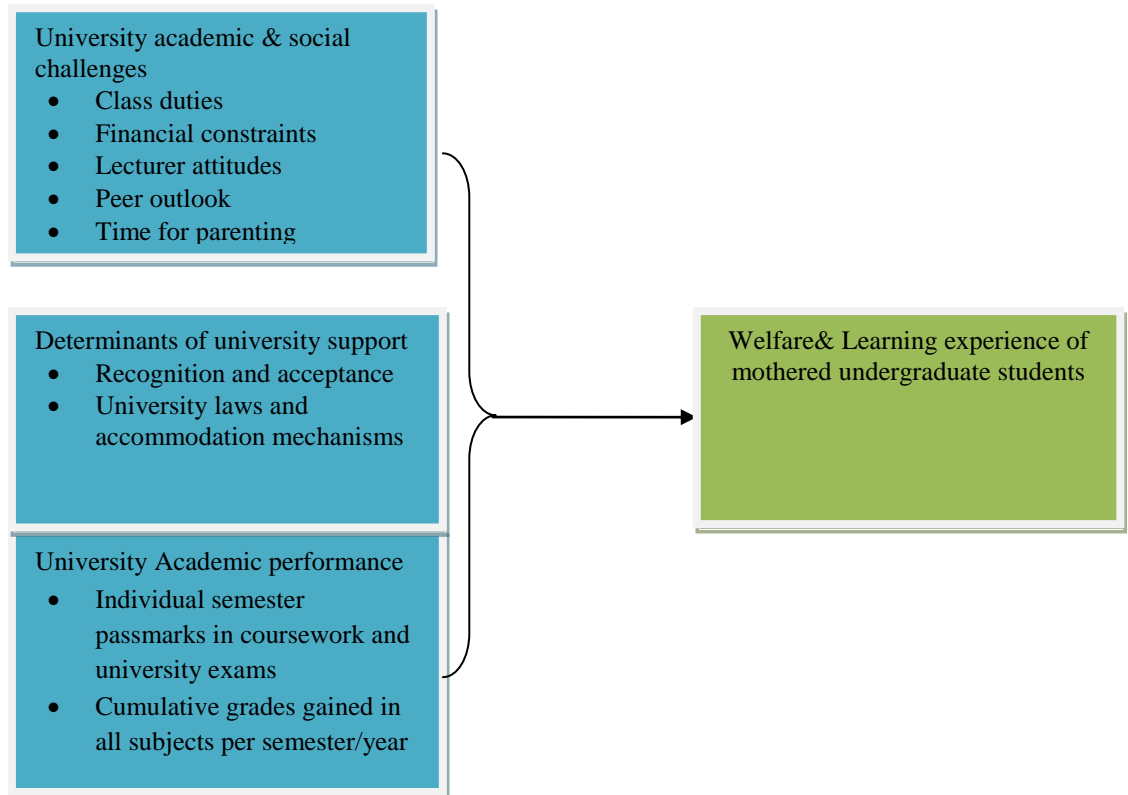 University academic & social
challenges
• Class duties
• Financial constraints
• Lecturer attitudes
• Peer outlook
• Time for parenting
Determinants of university support
• Recognition and acceptance
• University laws and
accommodation mechanisms
University Academic performance
• Individual semester
passmarks in coursework and
university exams
• Cumulative grades gained in
all subjects per semester/year
Welfare& Learning experience of
mothered undergraduate students